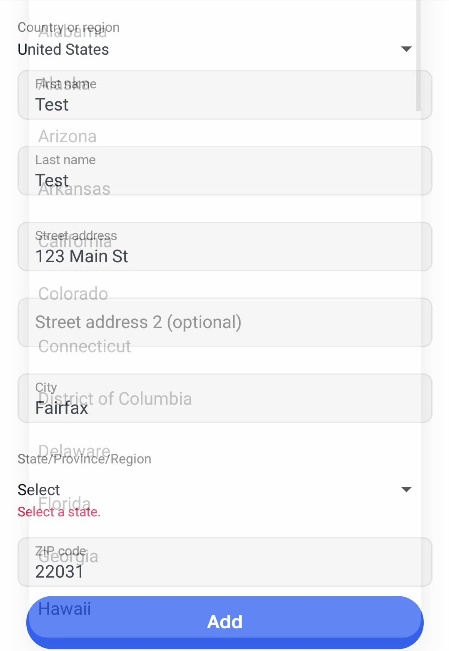 Country or region
Alabama
United States
First name
Alaska
Test
Arizona
Last name
Test
Arkansas
Street address
California
123 Main St
Colorado
Street address 2 (optional)
Connecticut
City
District of Columbia
Fairfax
Delaware
State/Province/Region
Select
Florida
Select a state.
ZIP code
Georgia
22031
Hawaii
Add